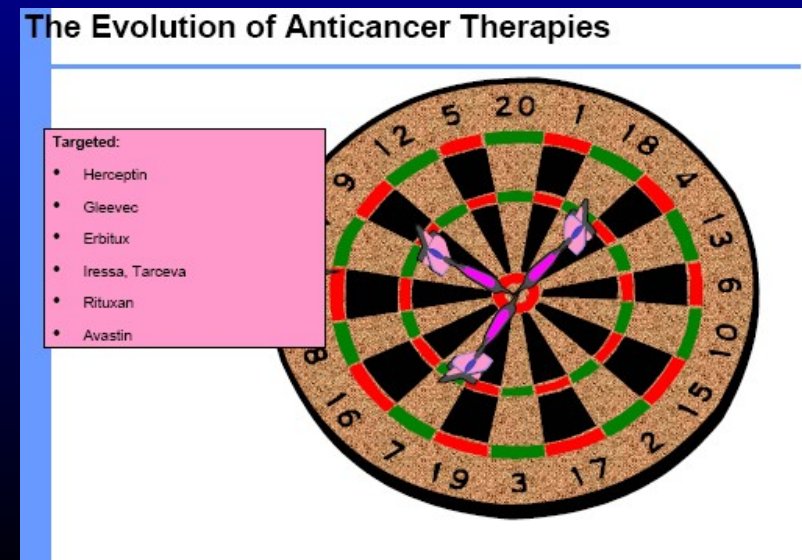 The Evolution of Anticancer Therapies
Targeted:
• Herceptin
• Gleevec
• Erbitux
• Iressa, Tarceva
• Rituxan
• Avastin
20
1
18
4
13
6
10
15
2
17
3
19
7
16
8
9
12
5